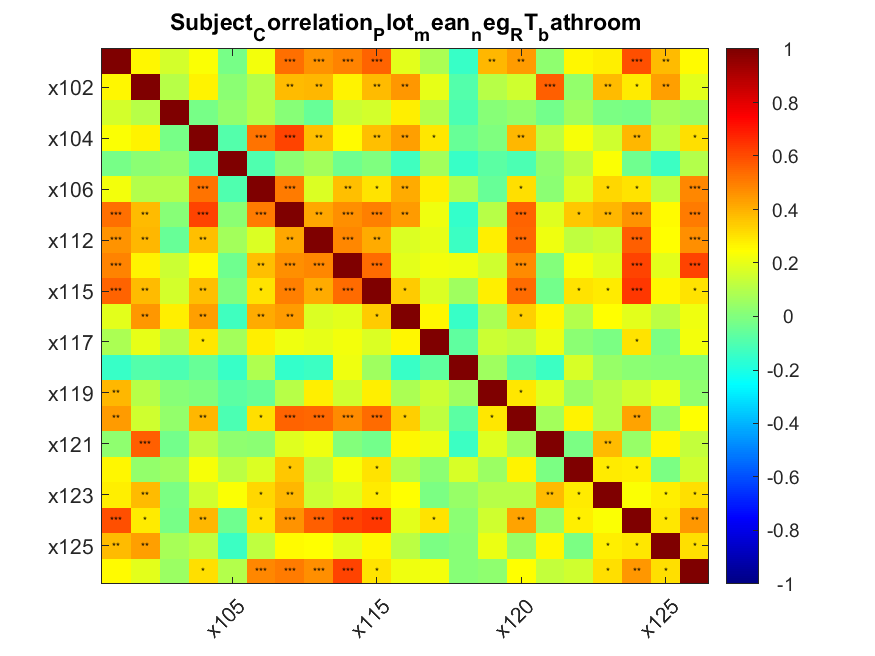 Subject_Correlation_Plot_mean_neg_RT_bathroom
x102
x104
x106
x112
x115
x117
x119
x121
x123
x125
x105
x115
x120
x125
1
0.8
0.6
0.4
0.2
0
-0.2
-0.4
-0.6
-0.8
-1